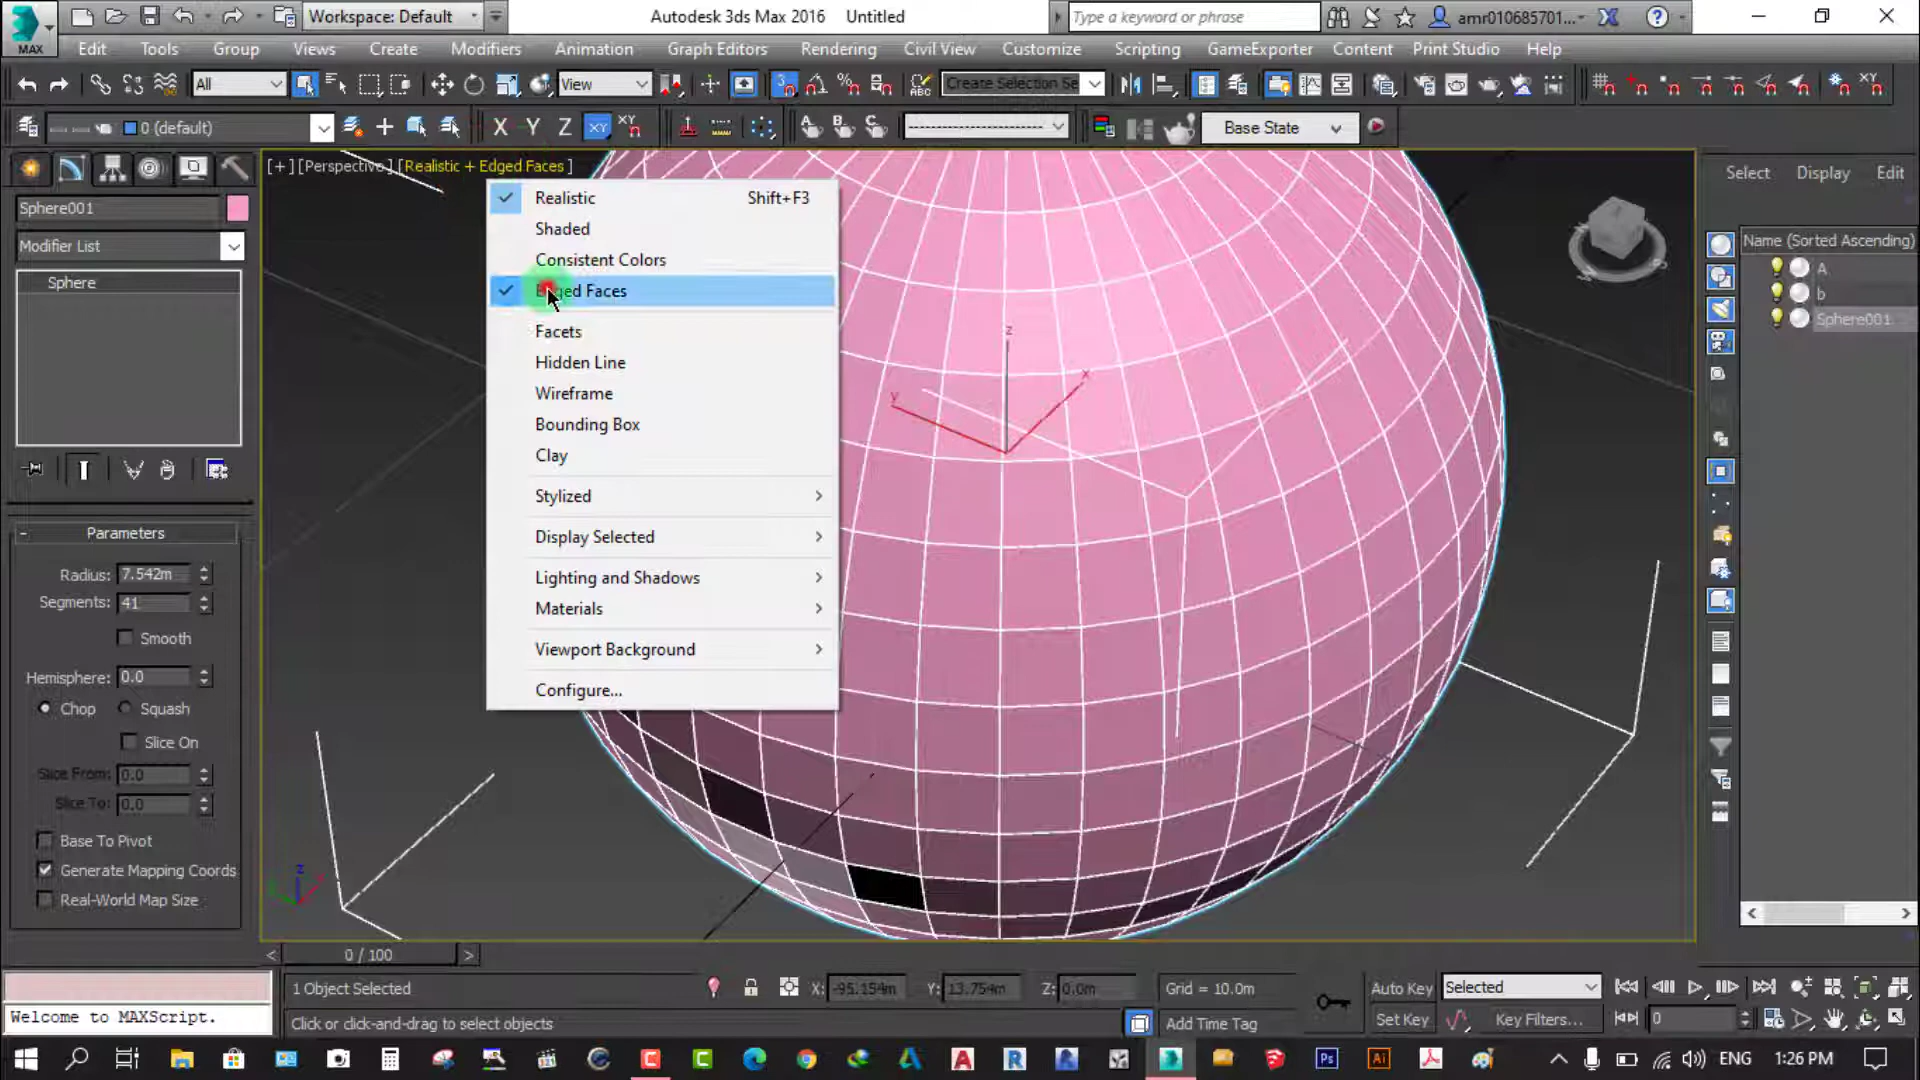 Workspace: Default
Autodesk 3ds Max 2016 Untitled
Type a keyword or phrase
amr010685701...
MAX
Edit Tools Group Views Create Modifiers Animation Graph Editors Rendering Civil View Customize Scripting GameExporter Content Print Studio Help
All
View
3
ABC
Create Selection Se
XY
0 (default)
X Y Z XY XY
A B C
Base State
[+] [Perspective] [Realistic + Edged Faces]
Select Display Edit
Sphere001
Modifier List
Sphere
Realistic Shift+F3
Shaded
Consistent Colors
Edged Faces
Facets
Hidden Line
Wireframe
Bounding Box
Clay
Stylized
Display Selected
Lighting and Shadows
Materials
Viewport Background
Configure...
z
x
y
Name (Sorted Ascending)
A
b
Sphere001
Parameters
Radius: 7.542m
Segments: 41
Smooth
Hemisphere: 0.0
Chop Squash
Slice On
Slice From: 0.0
Slice To: 0.0
Base To Pivot
Generate Mapping Coords
Real-World Map Size
z
< 0 / 100 >
1 Object Selected
X: -95.154m Y: 13.754m Z: 0.0m
Grid = 10.0m
Auto Key Selected
Welcome to MAXScript.
Click or click-and-drag to select objects
Add Time Tag
Set Key Key Filters...
0
ENG 1:26 PM